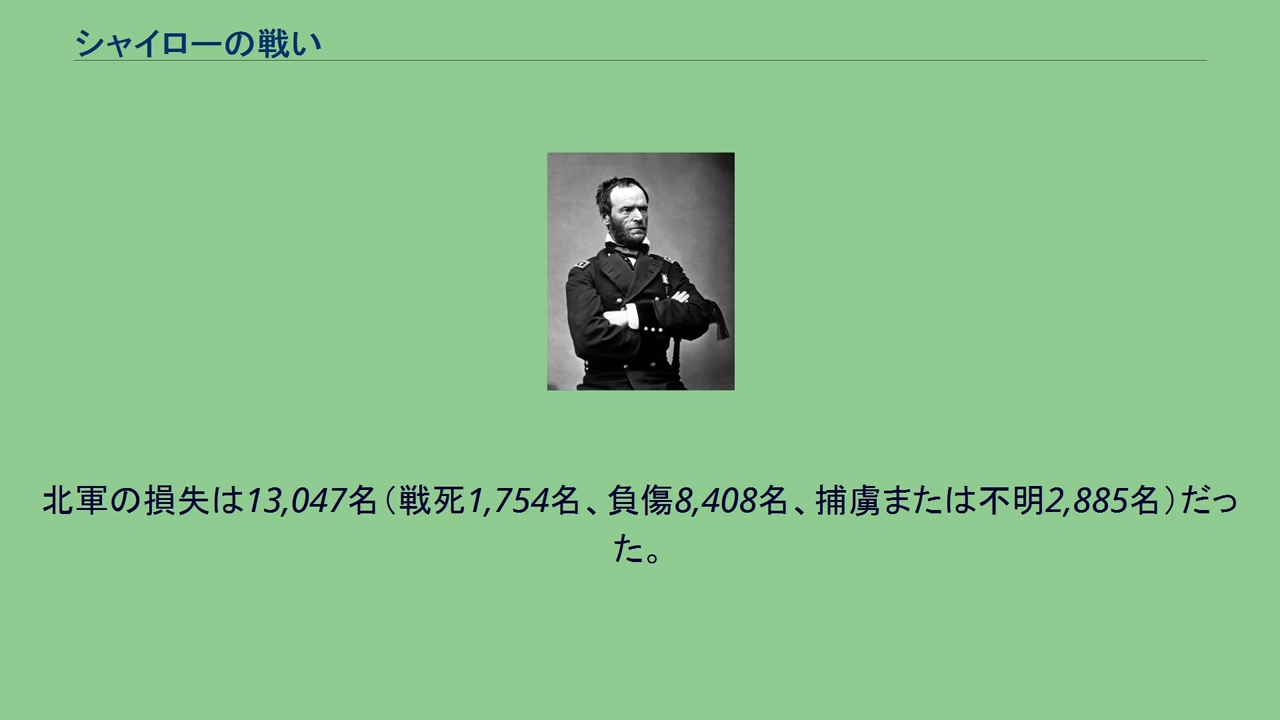 シャイローの戦い
北軍の損失は13,047名（戦死1,754名、負傷8,408名、捕虜または不明2,885名）だっ
た。